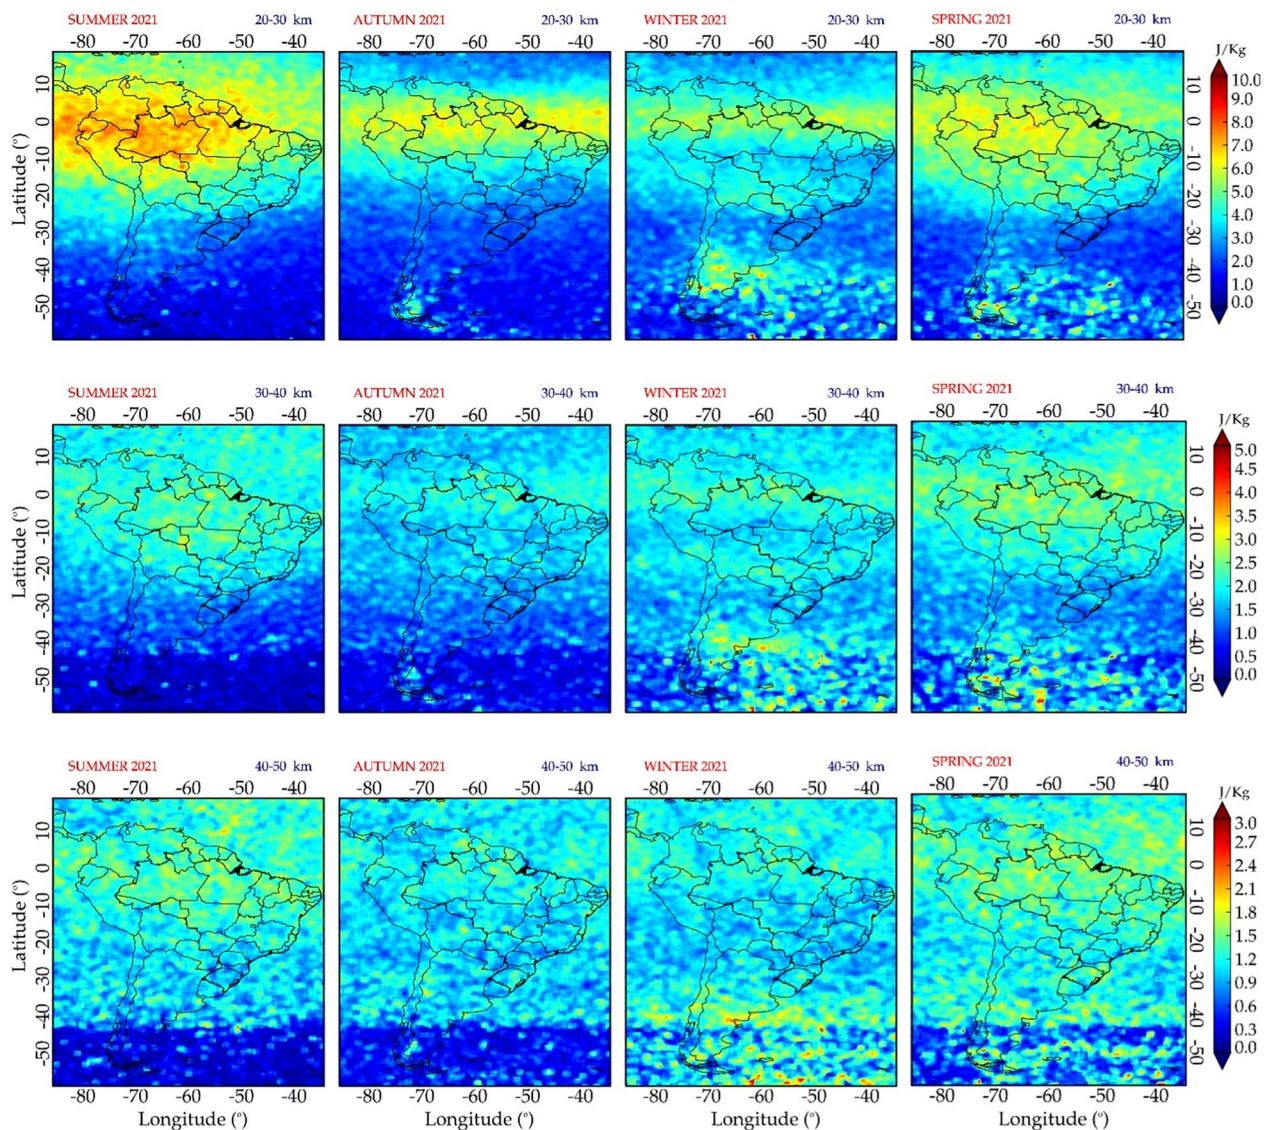 SUMMER 2021 20-30 km AUTUMN 2021 20-30 km WINTER 2021 20-30 km SPRING 2021 20-30 km
-80 -70 -60 -50 -40 -80 -70 -60 -50 -40 -80 -70 -60 -50 -40 -80 -70 -60 -50 -40
J/Kg
Latitude (°)
10 0 -10 -20 -30 -40 -50
10 0 -10 -20 -30 -40 -50
10.0
9.0
8.0
7.0
6.0
5.0
4.0
3.0
2.0
1.0
0.0
SUMMER 2021 30-40 km AUTUMN 2021 30-40 km WINTER 2021 30-40 km SPRING 2021 30-40 km
-80 -70 -60 -50 -40 -80 -70 -60 -50 -40 -80 -70 -60 -50 -40 -80 -70 -60 -50 -40
J/Kg
Latitude (°)
10 0 -10 -20 -30 -40 -50
10 0 -10 -20 -30 -40 -50
5.0
4.5
4.0
3.5
3.0
2.5
2.0
1.5
1.0
0.5
0.0
SUMMER 2021 40-50 km AUTUMN 2021 40-50 km WINTER 2021 40-50 km SPRING 2021 40-50 km
-80 -70 -60 -50 -40 -80 -70 -60 -50 -40 -80 -70 -60 -50 -40 -80 -70 -60 -50 -40
J/Kg
Latitude (°)
10 0 -10 -20 -30 -40 -50
10 0 -10 -20 -30 -40 -50
3.0
2.7
2.4
2.1
1.8
1.5
1.2
0.9
0.6
0.3
0.0
-80 -70 -60 -50 -40 -80 -70 -60 -50 -40 -80 -70 -60 -50 -40 -80 -70 -60 -50 -40
Longitude (°) Longitude (°) Longitude (°) Longitude (°)